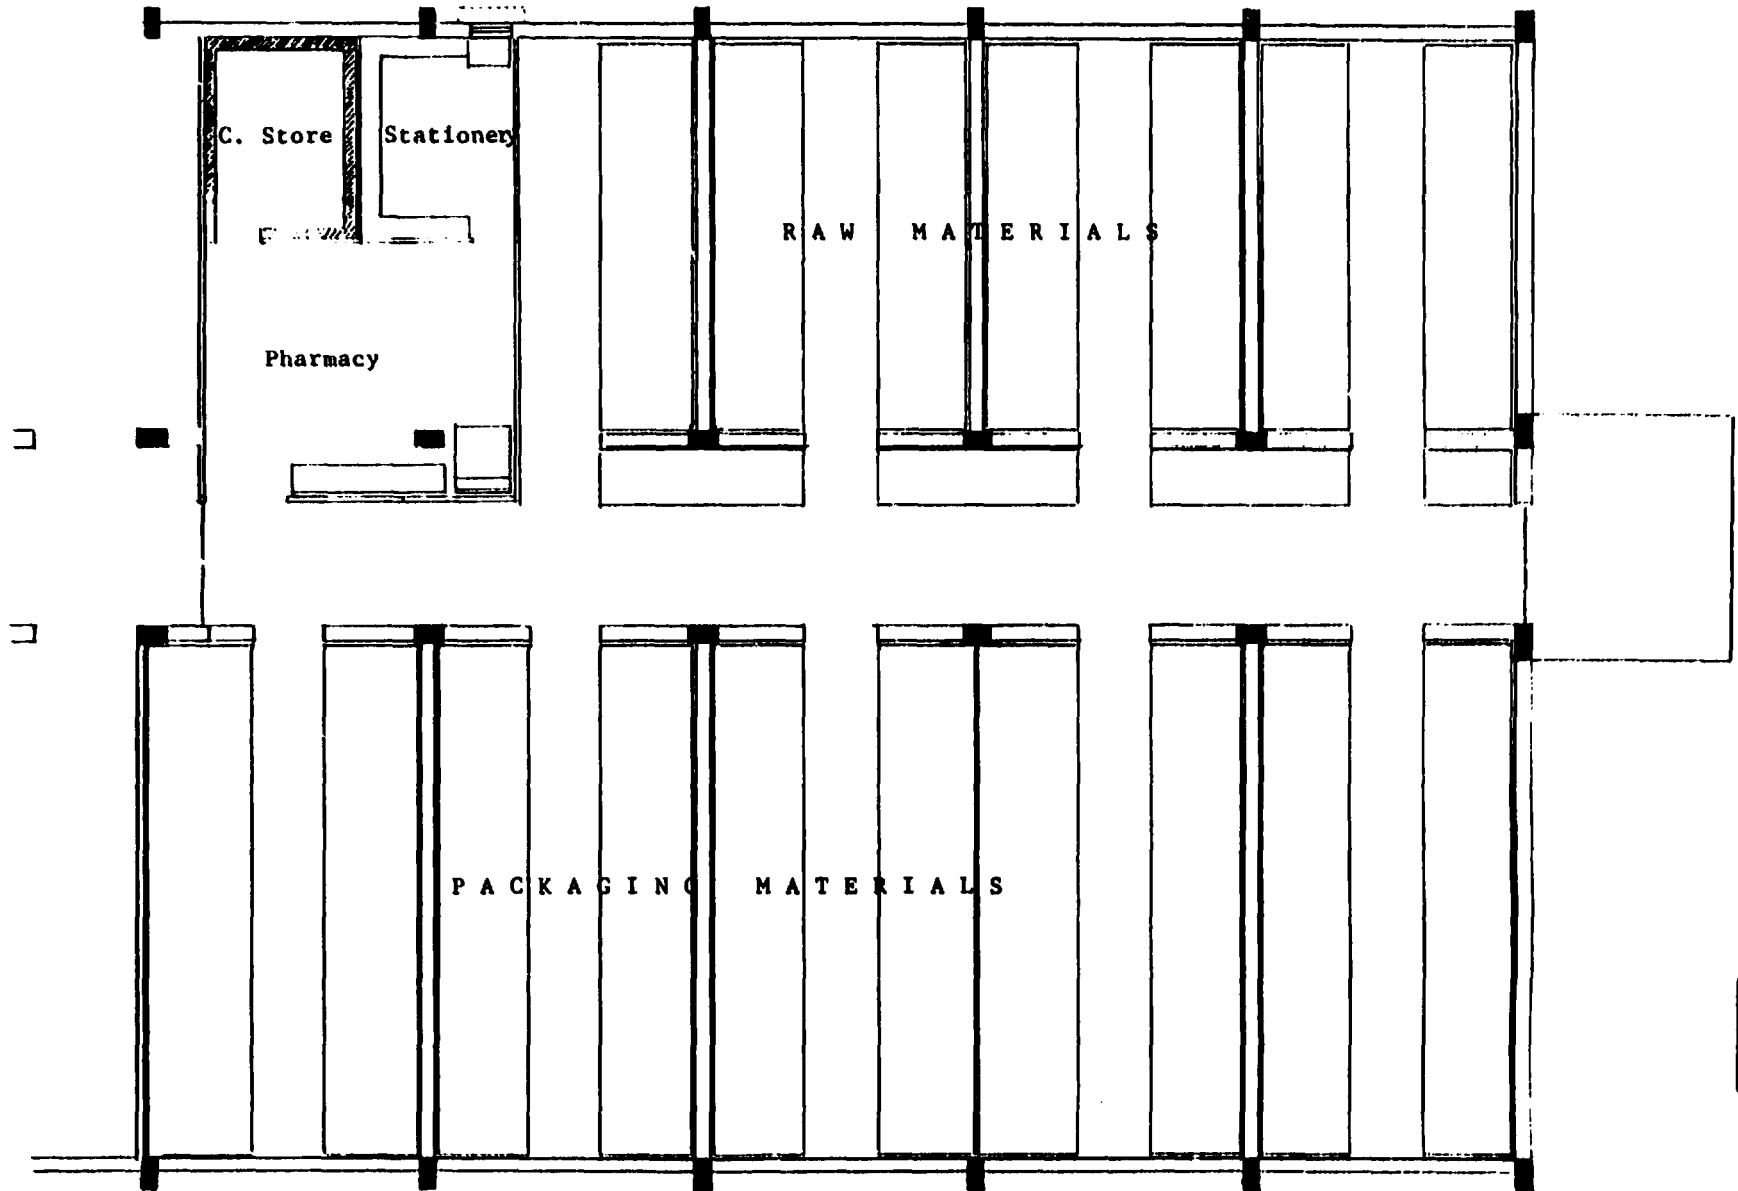 C. Store
Stationery
RAW MATERIALS
Pharmacy
PACKAGING MATERIALS